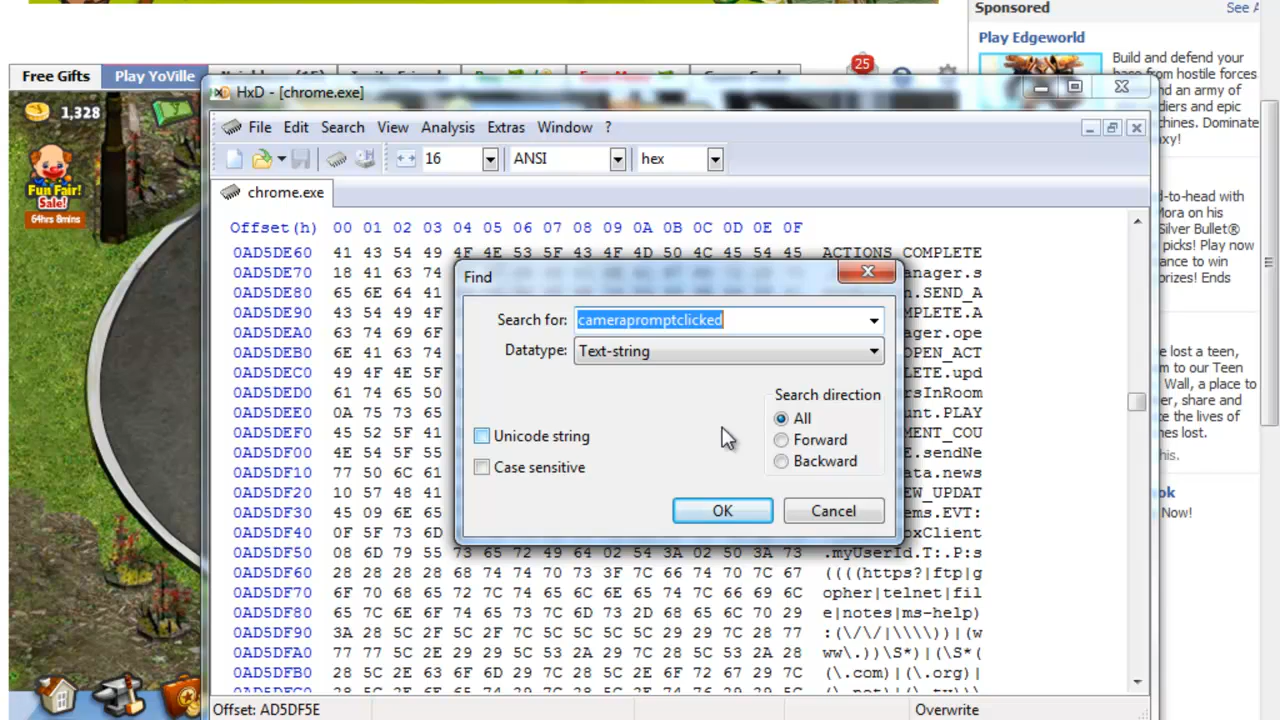 Sponsored
See A
Play Edgeworld
Build and defend your
base from hostile forces
and an army of
soldiers and epic
machines. Dominate
Free Gifts
Play YoVille
25
1,328
Fun Fair!
Sale!
64hrs 8mins
HxD - [chrome.exe]
File Edit Search View Analysis Extras Window ?
16 ANSI hex
chrome.exe
Offset(h) 00 01 02 03 04 05 06 07 08 09 0A 0B 0C 0D 0E 0F
0AD5DE60 41 43 54 49 4F 4E 53 5F 43 4F 4D 50 4C 45 54 45 ACTIONS_COMPLETE
0AD5DE70 18 41 63 74 anager.s
0AD5DE80 65 6E 64 41 n.SEND_A
0AD5DE90 43 54 49 4F MPLETE.A
0AD5DEA0 63 74 69 6F ager.ope
0AD5DEB0 6E 41 63 74 OPEN_ACT
0AD5DEC0 49 4F 4E 5F LETE.upd
0AD5DED0 61 74 65 50 rsInRoom
0AD5DEE0 0A 75 73 65 unt.PLAY
0AD5DEF0 45 52 5F 41 MENT_COU
0AD5DF00 4E 54 5F 55 E.sendNe
0AD5DF10 77 50 6C 61 ata.news
0AD5DF20 10 57 48 41 EW_UPDAT
0AD5DF30 45 09 6E 65 ems.EVT:
0AD5DF40 0F 5F 73 6D oxClient
0AD5DF50 08 6D 79 55 73 65 72 49 64 02 54 3A 02 50 3A 73 .myUserId.T:.P:s
0AD5DF60 28 28 28 28 68 74 74 70 73 3F 7C 66 74 70 7C 67 ((((https?|ftp|g
0AD5DF70 6F 70 68 65 72 7C 74 65 6C 6E 65 74 7C 66 69 6C opher|telnet|fil
0AD5DF80 65 7C 6E 6F 74 65 73 7C 6D 73 2D 68 65 6C 70 29 e|notes|ms-help)
0AD5DF90 3A 28 5C 2F 5C 2F 7C 5C 5C 5C 5C 29 29 7C 28 77 :(\/\/|\\\\))|(w
0AD5DFA0 77 77 5C 2E 29 29 5C 53 2A 29 7C 28 5C 53 2A 28 ww\.))\S*)|(\S*(
0AD5DFB0 28 5C 2E 63 6F 6D 29 7C 28 5C 2E 6F 72 67 29 7C (\.com)|(\.org)|
Find
Search for: camerapromptclicked
Datatype: Text-string
Search direction
All
Forward
Backward
Unicode string
Case sensitive
OK
Cancel
Offset: AD5DF5E
Overwrite
d-to-head with
Mora on his
Silver Bullet®
picks! Play now
ance to win
prizes! Ends
e lost a teen,
m to our Teen
Wall, a place to
er, share and
te the lives of
nes lost.
his.
ok
Now!